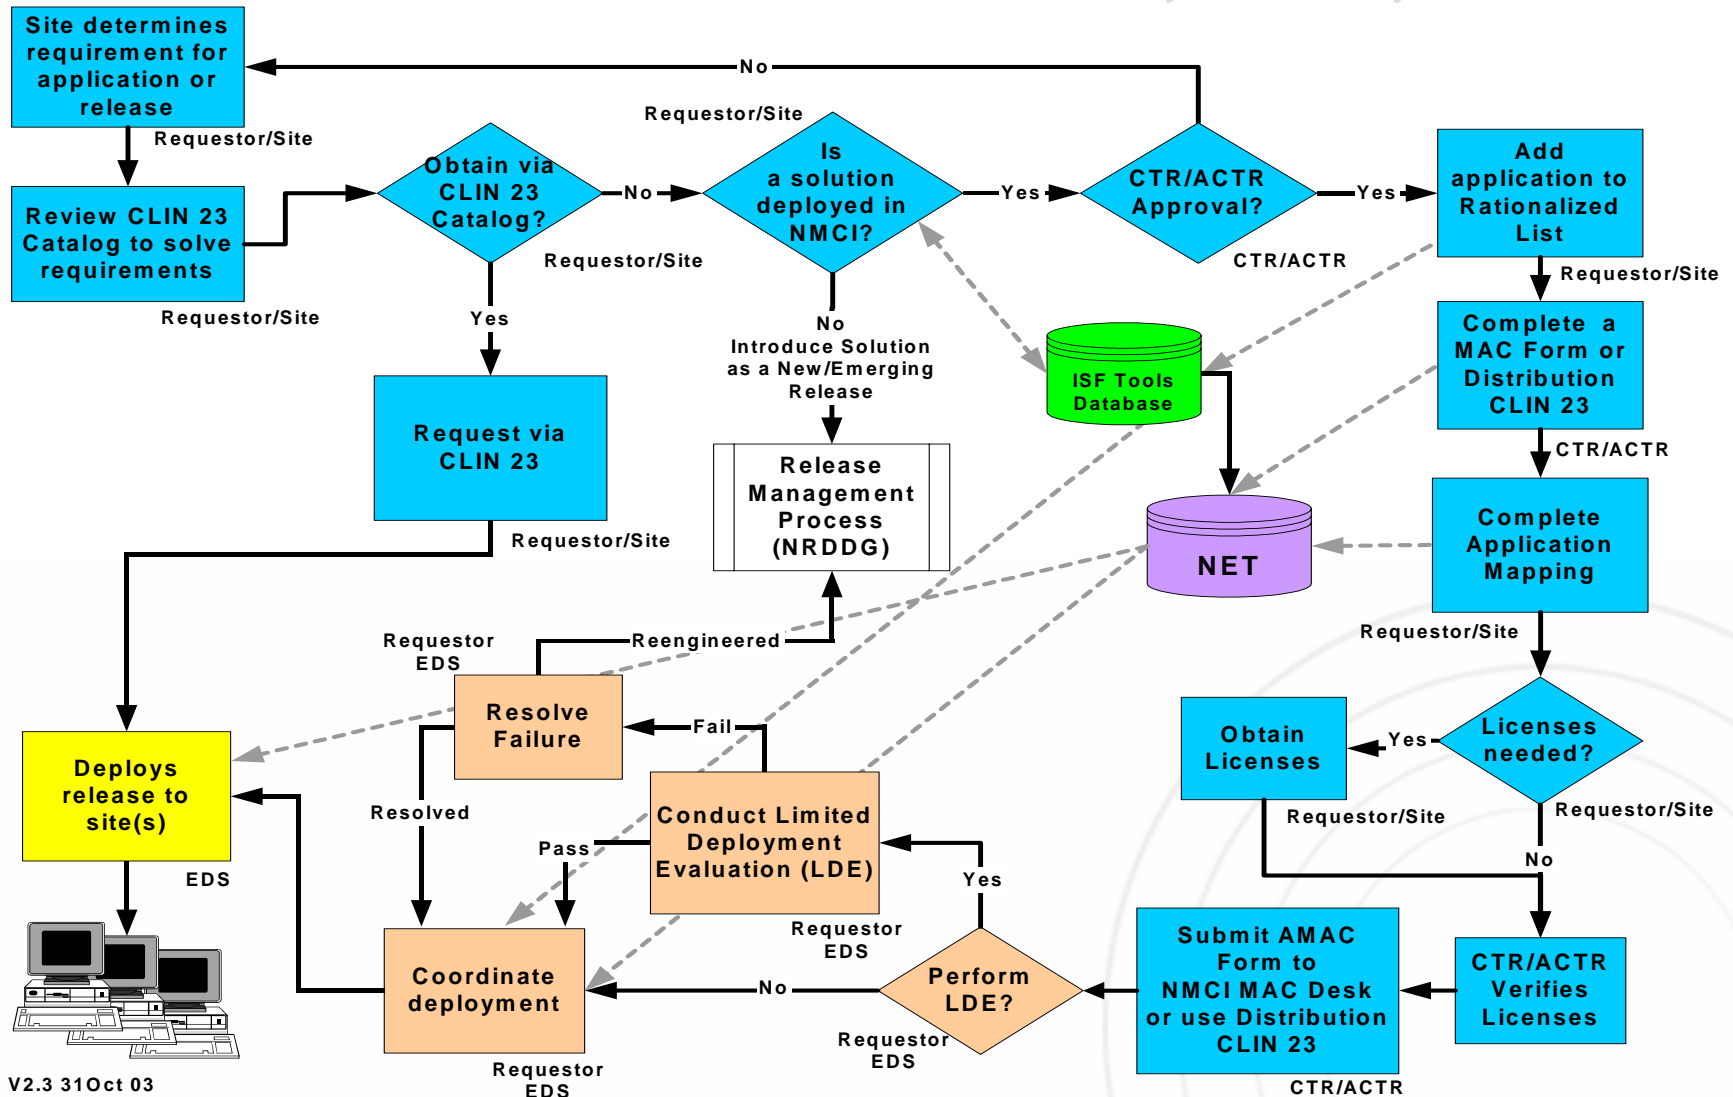 Site determines
requirement for
application or
release
Requestor/Site
Review CLIN 23
Catalog to solve
requirements
Requestor/Site
Obtain via
CLIN 23
Catalog?
Requestor/Site
No
Yes
Request via
CLIN 23
Requestor/Site
Requestor/Site
Is
a solution
deployed in
NMCI?
Yes
No
Introduce Solution
as a New/Emerging
Release
Release
Management
Process
(NRDDG)
No
CTR/ACTR
Approval?
CTR/ACTR
Yes
Add
application to
Rationalized
List
Requestor/Site
Complete a
MAC Form or
Distribution
CLIN 23
CTR/ACTR
ISF Tools
Database
NET
Complete
Application
Mapping
Requestor/Site
Licenses
needed?
Requestor/Site
Yes
Obtain
Licenses
Requestor/Site
No
CTR/ACTR
Verifies
Licenses
Submit AMAC
Form to
NMCI MAC Desk
or use Distribution
CLIN 23
CTR/ACTR
Perform
LDE?
Requestor
EDS
Yes
No
Conduct Limited
Deployment
Evaluation (LDE)
Requestor
EDS
Fail
Pass
Requestor
EDS
Resolve
Failure
Reengineered
Resolved
Coordinate
deployment
Requestor
EDS
Deploys
release to
site(s)
EDS
V2.3 31Oct 03